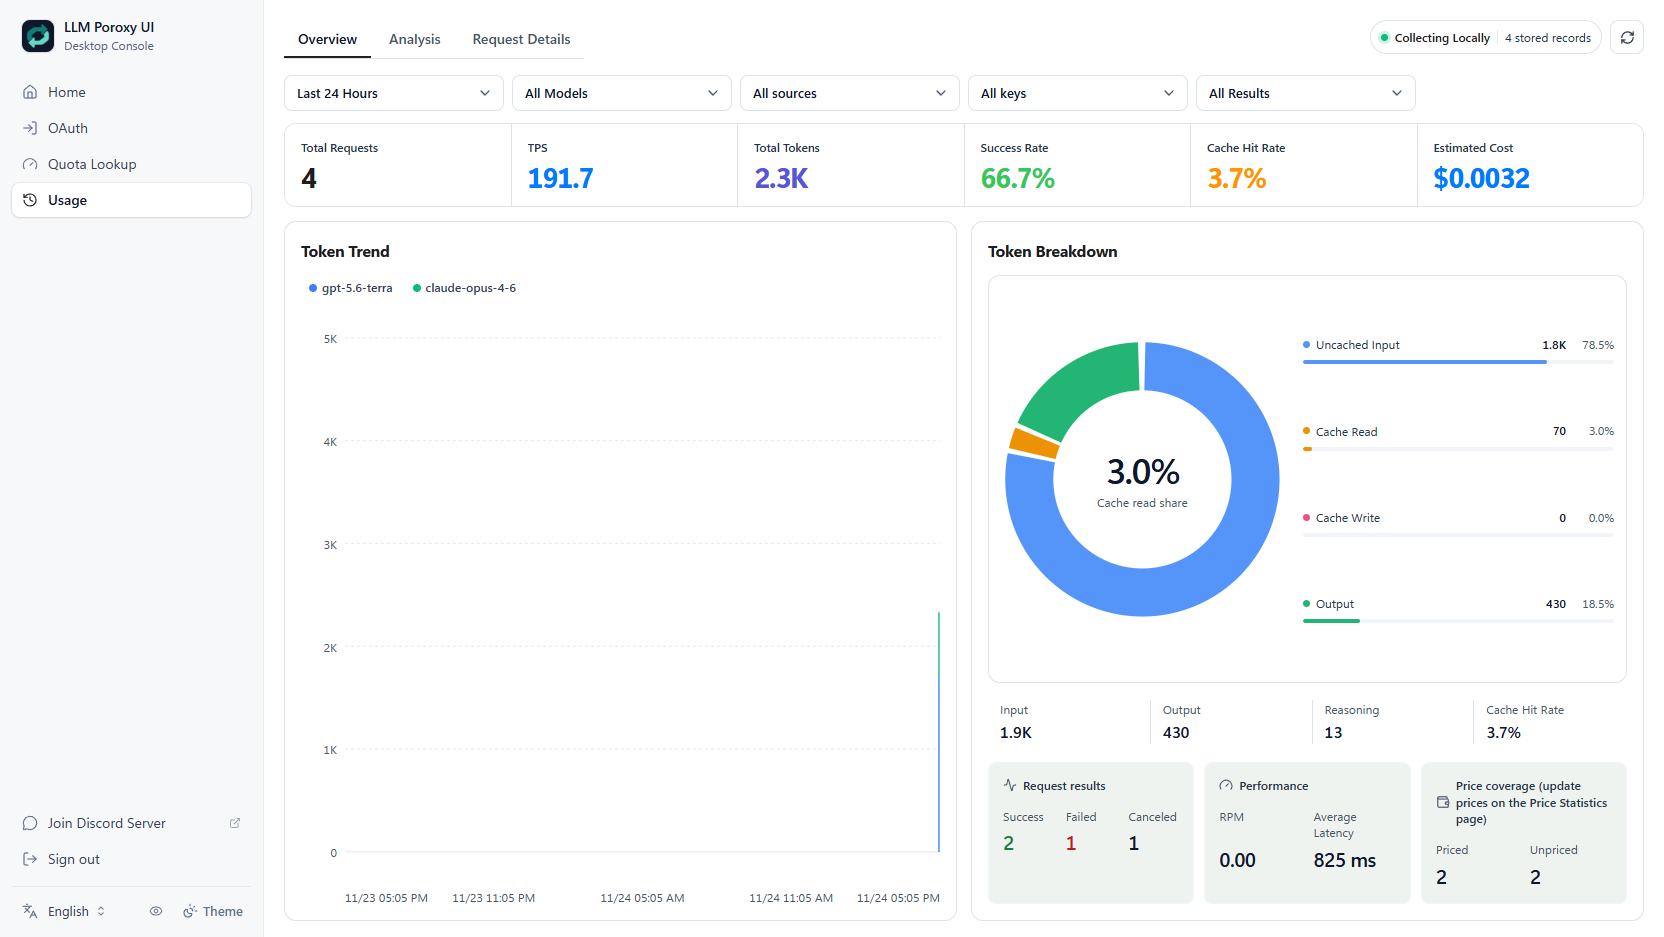 LLM Poroxy UI
Desktop Console
Home
OAuth
Quota Lookup
Usage
Join Discord Server
Sign out
English
Theme
Overview
Analysis
Request Details
Collecting Locally
4 stored records
Last 24 Hours
All Models
All sources
All keys
All Results
Total Requests
4
TPS
191.7
Total Tokens
2.3K
Success Rate
66.7%
Cache Hit Rate
3.7%
Estimated Cost
$0.0032
Token Trend
gpt-5.6-terra
claude-opus-4-6
5K
4K
3K
2K
1K
0
11/23 05:05 PM
11/23 11:05 PM
11/24 05:05 AM
11/24 11:05 AM
11/24 05:05 PM
Token Breakdown
3.0%
Cache read share
Uncached Input 1.8K 78.5%
Cache Read 70 3.0%
Cache Write 0 0.0%
Output 430 18.5%
Input
1.9K
Output
430
Reasoning
13
Cache Hit Rate
3.7%
Request results
Success
2
Failed
1
Canceled
1
Performance
RPM
0.00
Average
Latency
825 ms
Price coverage (update
prices on the Price Statistics
page)
Priced
2
Unpriced
2